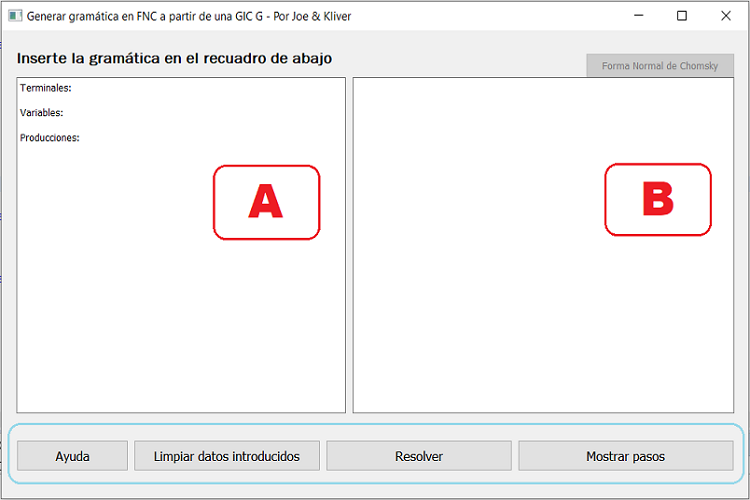 Generar gramática en FNC a partir de una GIC G - Por Joe & Kliver
Inserte la gramática en el recuadro de abajo
Forma Normal de Chomsky
Terminales:
Variables:
Producciones:
A
B
Ayuda
Limpiar datos introducidos
Resolver
Mostrar pasos